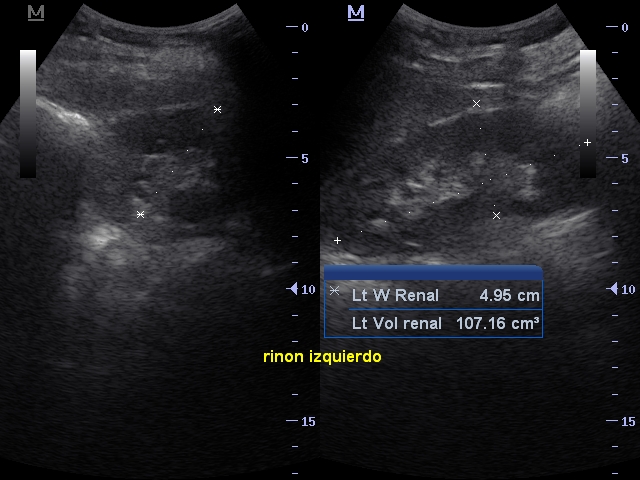 M M
0 0
5 5
10 10
15 15
Lt W Renal 4.95 cm
Lt Vol renal 107.16 cm³
rinon izquierdo